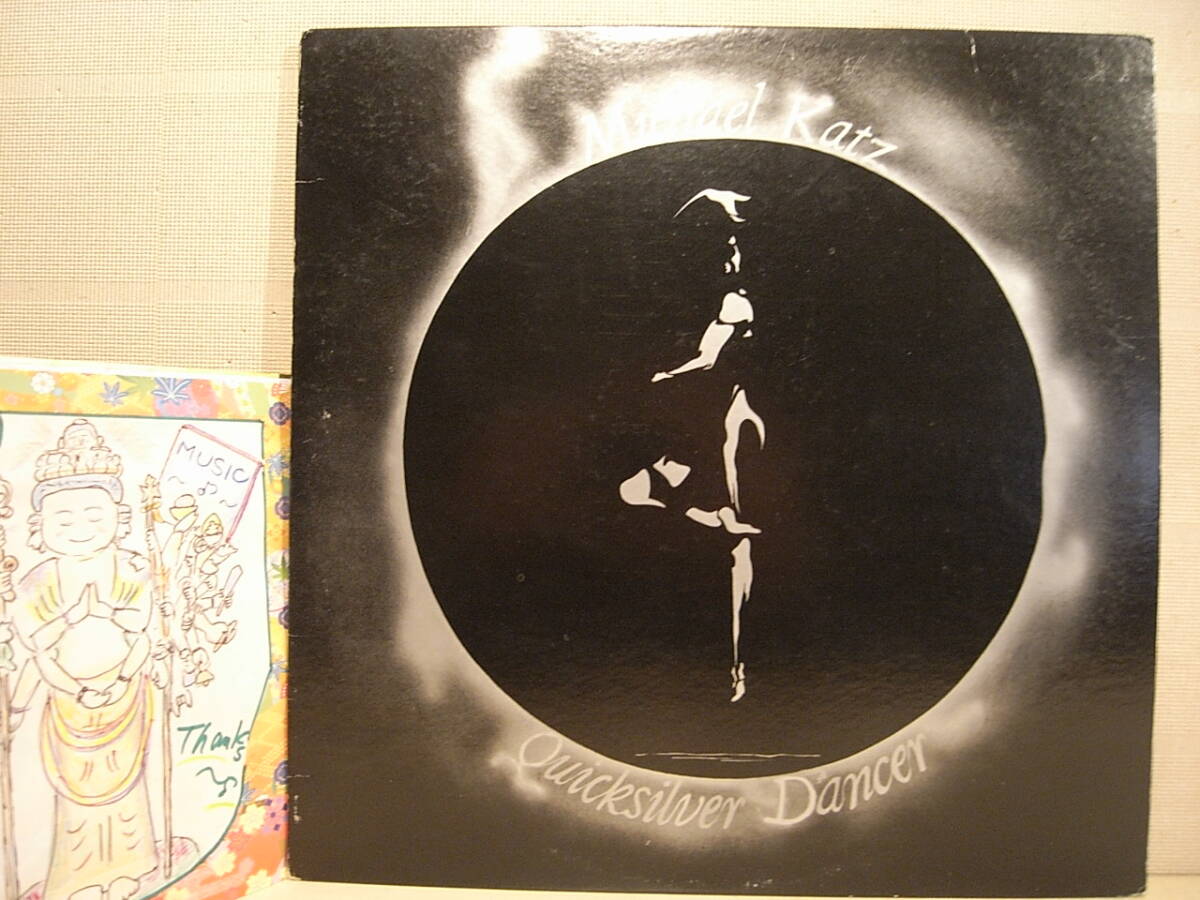 Michael Katz
MUSIC
Thanks
Quicksilver Dancer